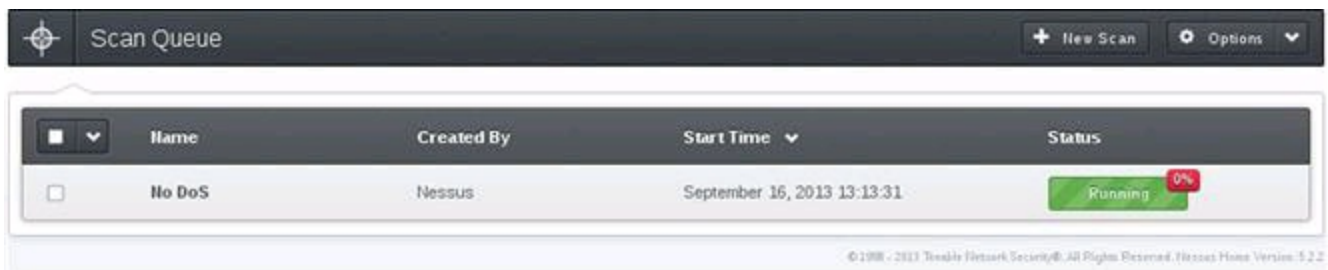 Scan Queue
New Scan
Options
Name Created By Start Time Status
No DoS Nessus September 16, 2013 13:13:31 Running 0%
© 1998 - 2013 Tenable Network Security®. All Rights Reserved. Nessus Home Version: 5.2.2